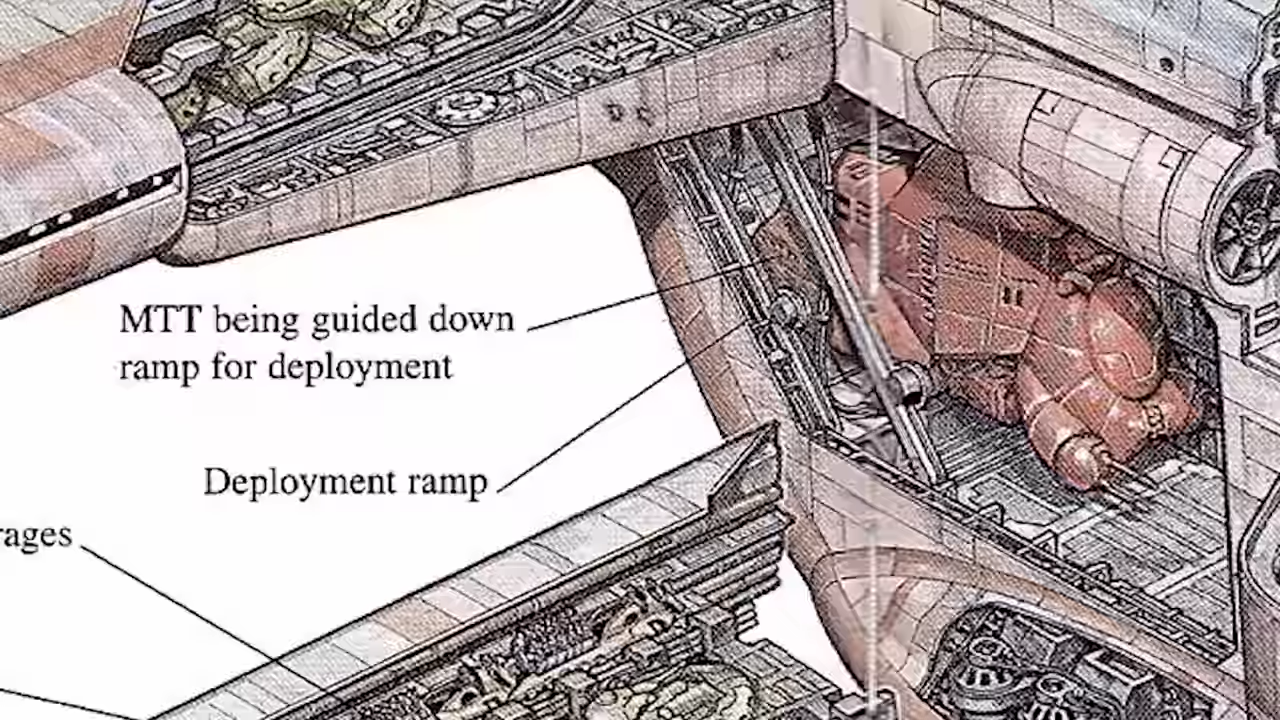 MTT being guided down
ramp for deployment
Deployment ramp
rages